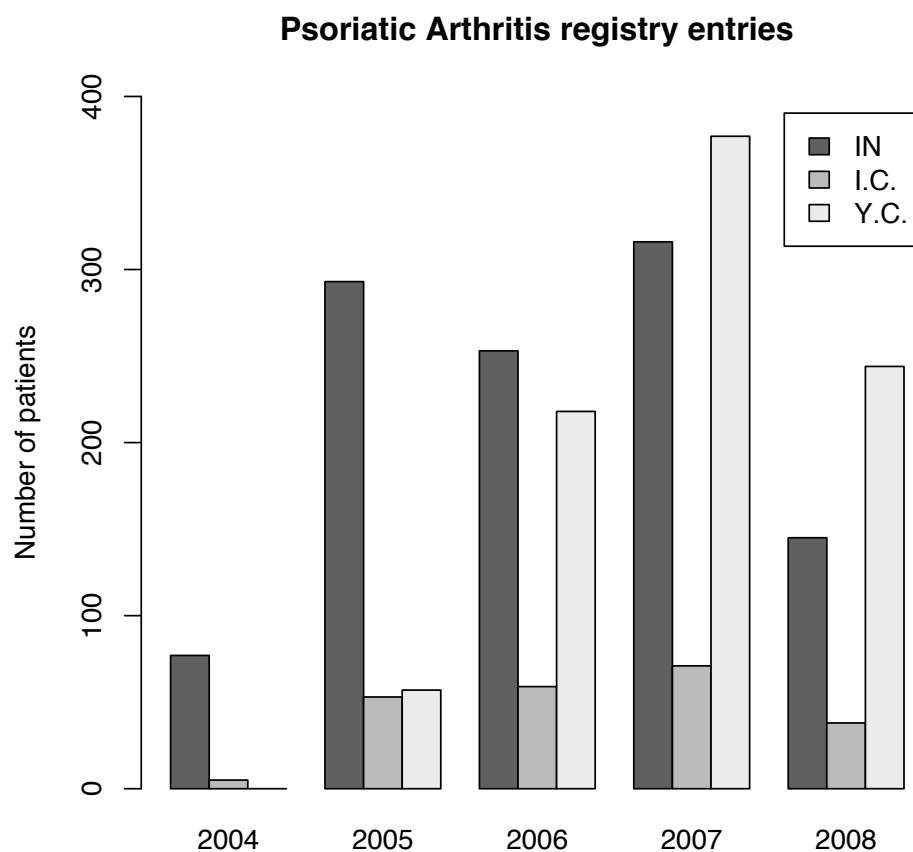 Psoriatic Arthritis registry entries
Number of patients
400
300
200
100
0
IN
I.C.
Y.C.
2004 2005 2006 2007 2008